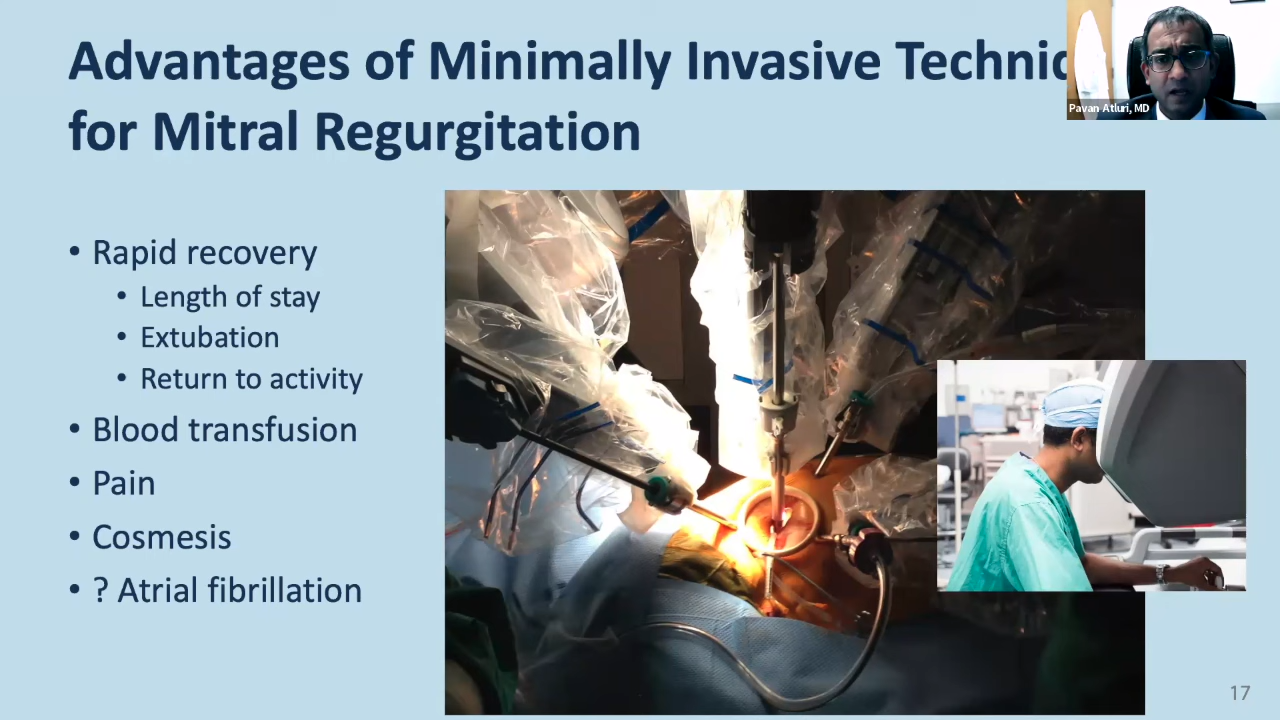 Advantages of Minimally Invasive
for Mitral Regurgitation
Pavan Atluri, MD
• Rapid recovery
• Length of stay
• Extubation
• Return to activity
• Blood transfusion
• Pain
• Cosmesis
• ? Atrial fibrillation
17